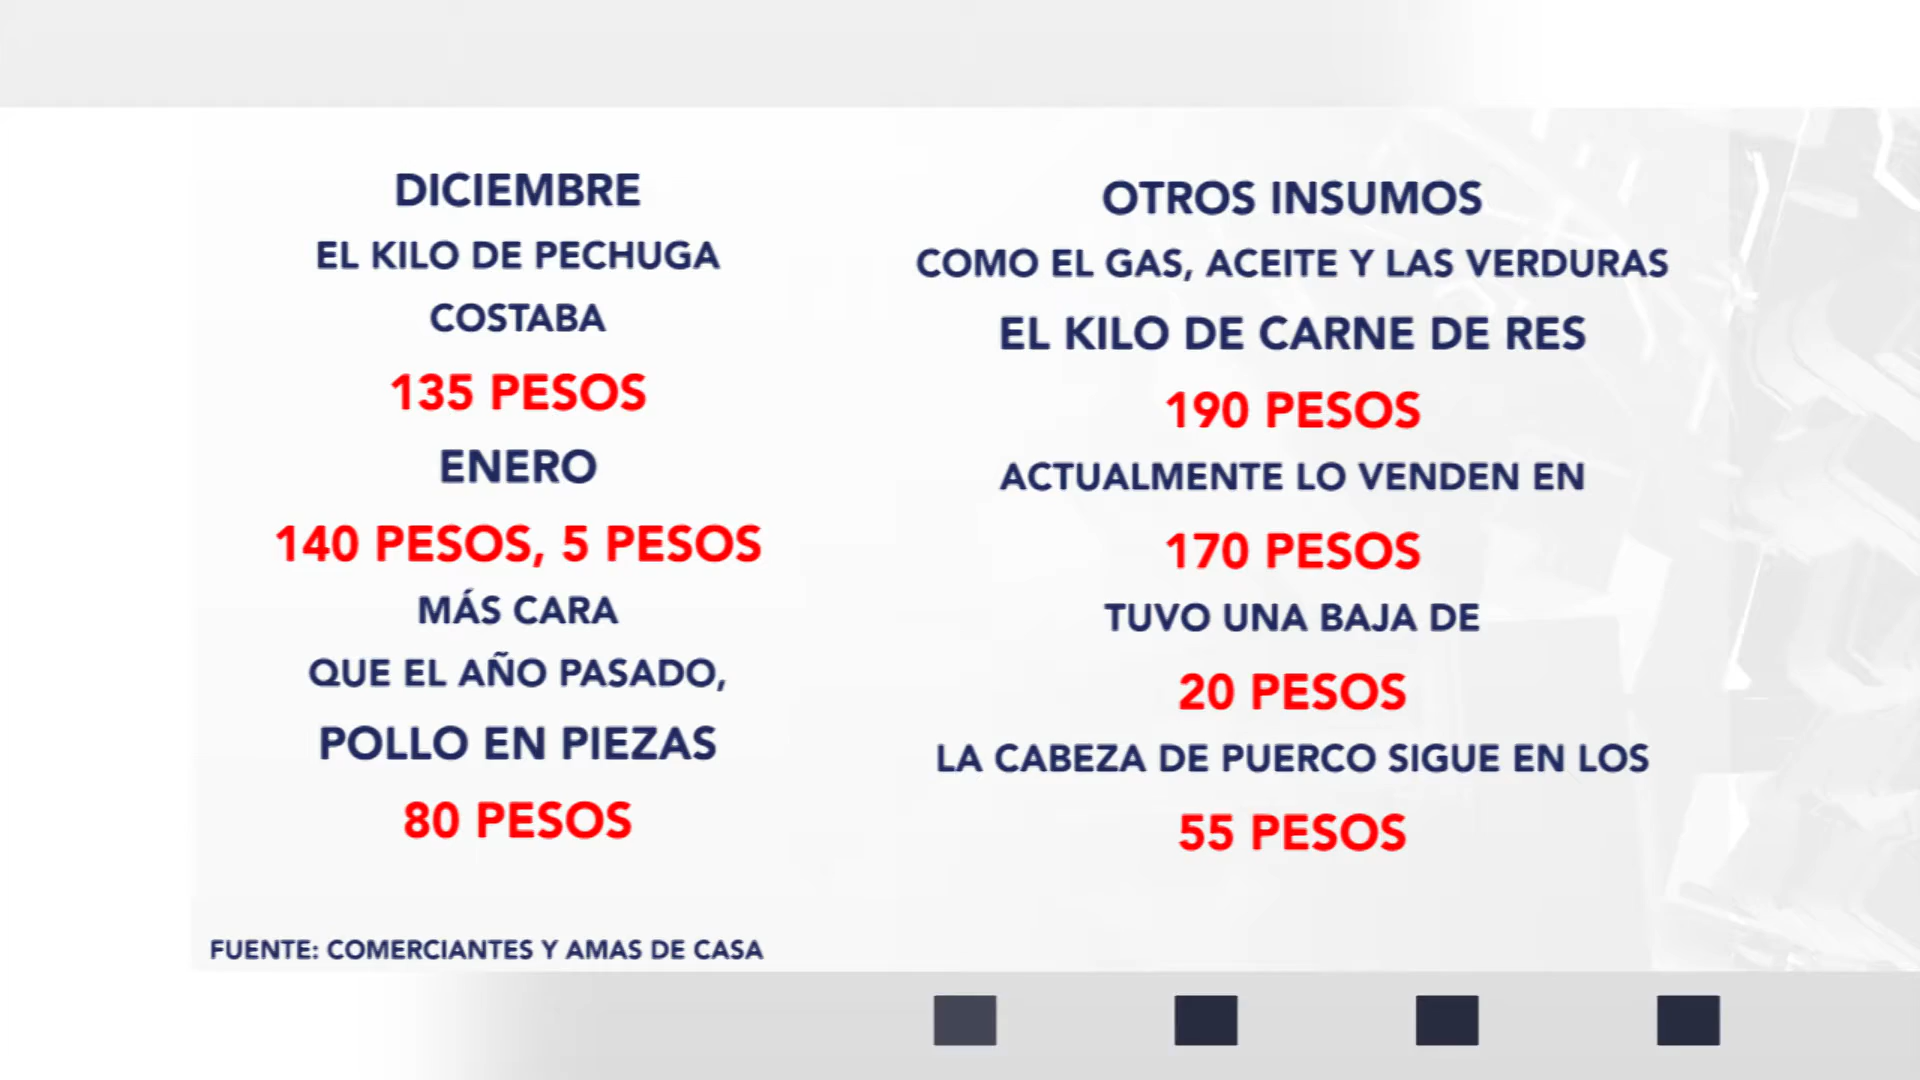 DICIEMBRE
EL KILO DE PECHUGA
COSTABA
135 PESOS
ENERO
140 PESOS, 5 PESOS
MÁS CARA
QUE EL AÑO PASADO,
POLLO EN PIEZAS
80 PESOS
OTROS INSUMOS
COMO EL GAS, ACEITE Y LAS VERDURAS
EL KILO DE CARNE DE RES
190 PESOS
ACTUALMENTE LO VENDEN EN
170 PESOS
TUVO UNA BAJA DE
20 PESOS
LA CABEZA DE PUERCO SIGUE EN LOS
55 PESOS
FUENTE: COMERCIANTES Y AMAS DE CASA